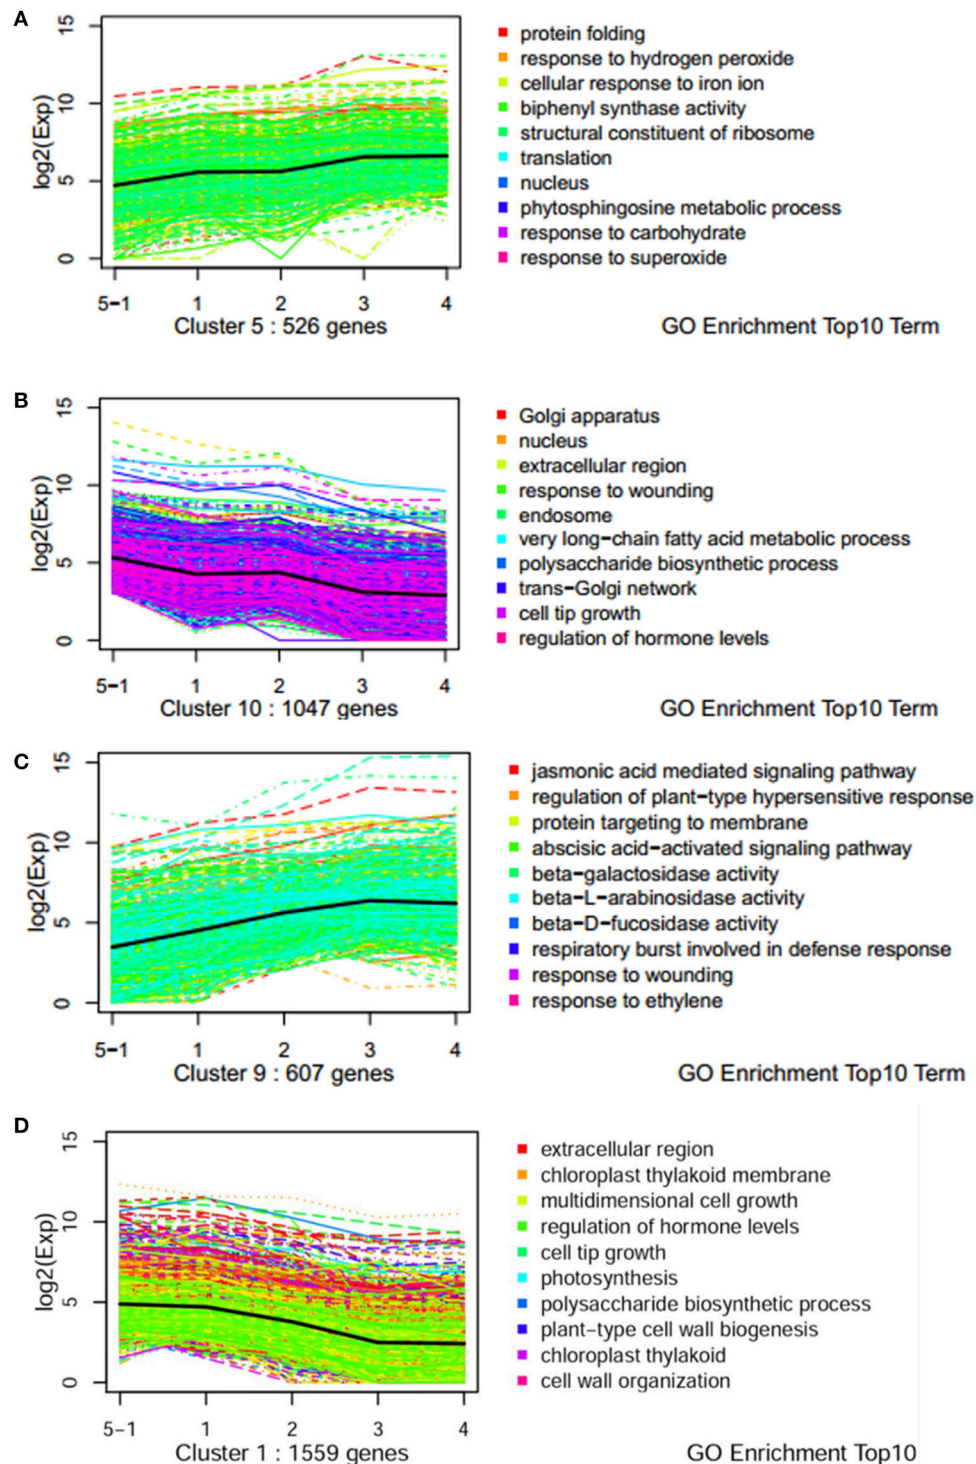 A
log2(Exp)
15
10
5
0
5−1 1 2 3 4
Cluster 5 : 526 genes
protein folding
response to hydrogen peroxide
cellular response to iron ion
biphenyl synthase activity
structural constituent of ribosome
translation
nucleus
phytosphingosine metabolic process
response to carbohydrate
response to superoxide
GO Enrichment Top10 Term
B
log2(Exp)
15
10
5
0
5−1 1 2 3 4
Cluster 10 : 1047 genes
Golgi apparatus
nucleus
extracellular region
response to wounding
endosome
very long−chain fatty acid metabolic process
polysaccharide biosynthetic process
trans−Golgi network
cell tip growth
regulation of hormone levels
GO Enrichment Top10 Term
C
log2(Exp)
15
10
5
0
5−1 1 2 3 4
Cluster 9 : 607 genes
jasmonic acid mediated signaling pathway
regulation of plant−type hypersensitive response
protein targeting to membrane
abscisic acid−activated signaling pathway
beta−galactosidase activity
beta−L−arabinosidase activity
beta−D−fucosidase activity
respiratory burst involved in defense response
response to wounding
response to ethylene
GO Enrichment Top10 Term
D
log2(Exp)
15
10
5
0
5−1 1 2 3 4
Cluster 1 : 1559 genes
extracellular region
chloroplast thylakoid membrane
multidimensional cell growth
regulation of hormone levels
cell tip growth
photosynthesis
polysaccharide biosynthetic process
plant−type cell wall biogenesis
chloroplast thylakoid
cell wall organization
GO Enrichment Top10